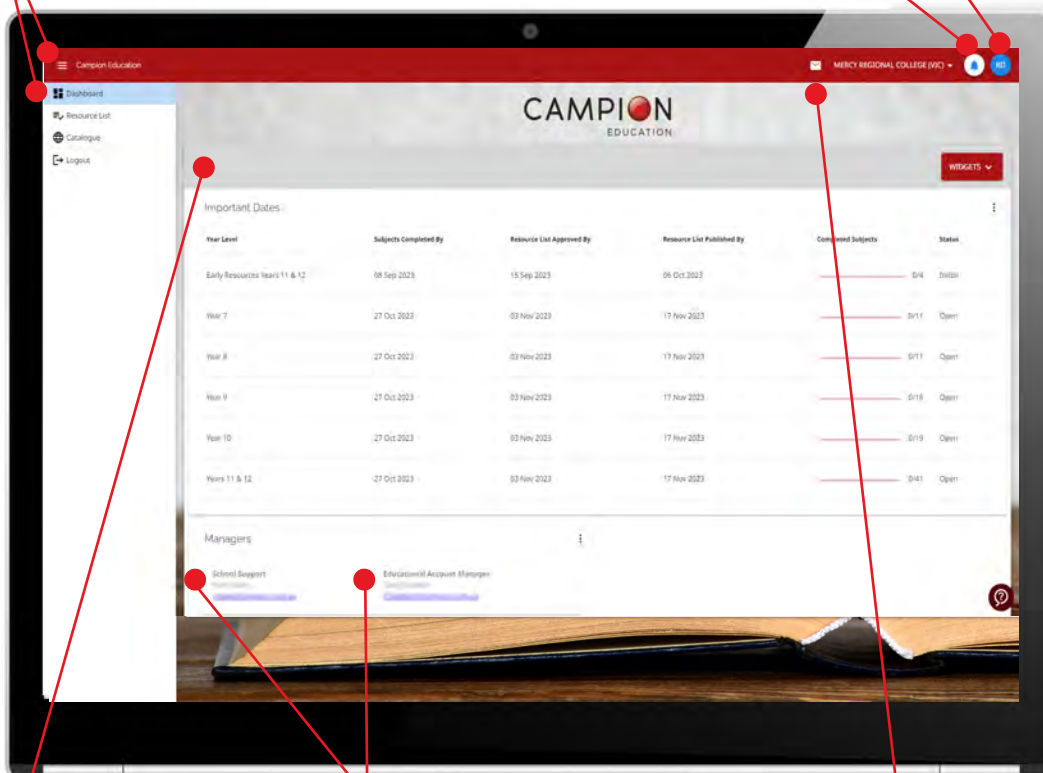 Campion Education
MERCY REGIONAL COLLEGE (VIC)
RD
Dashboard
Resource List
Catalogue
Logout
CAMPION
EDUCATION
WIDGETS
Important Dates
Year Level Subjects Completed By Resource List Approved By Resource List Published By Completed Subjects Status
Early Resources Years 11 & 12 08 Sep 2023 15 Sep 2023 06 Oct 2023 0/4 Initial
Year 7 27 Oct 2023 03 Nov 2023 17 Nov 2023 0/11 Open
Year 8 27 Oct 2023 03 Nov 2023 17 Nov 2023 0/11 Open
Year 9 27 Oct 2023 03 Nov 2023 17 Nov 2023 0/18 Open
Year 10 27 Oct 2023 03 Nov 2023 17 Nov 2023 0/19 Open
Years 11 & 12 27 Oct 2023 03 Nov 2023 17 Nov 2023 0/41 Open
Managers
School Support Educational Account Manager